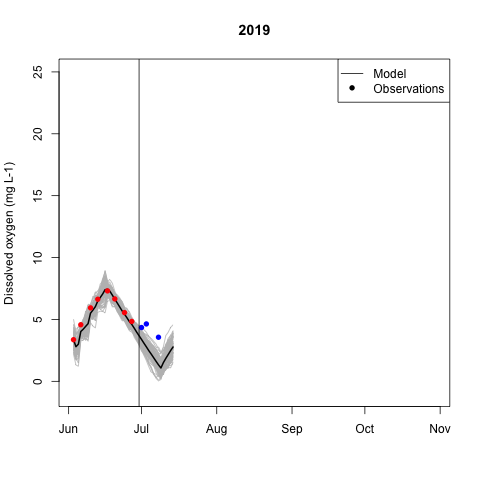 2019
Model
Observations
Dissolved oxygen (mg L-1)
25
20
15
10
5
0
Jun Jul Aug Sep Oct Nov